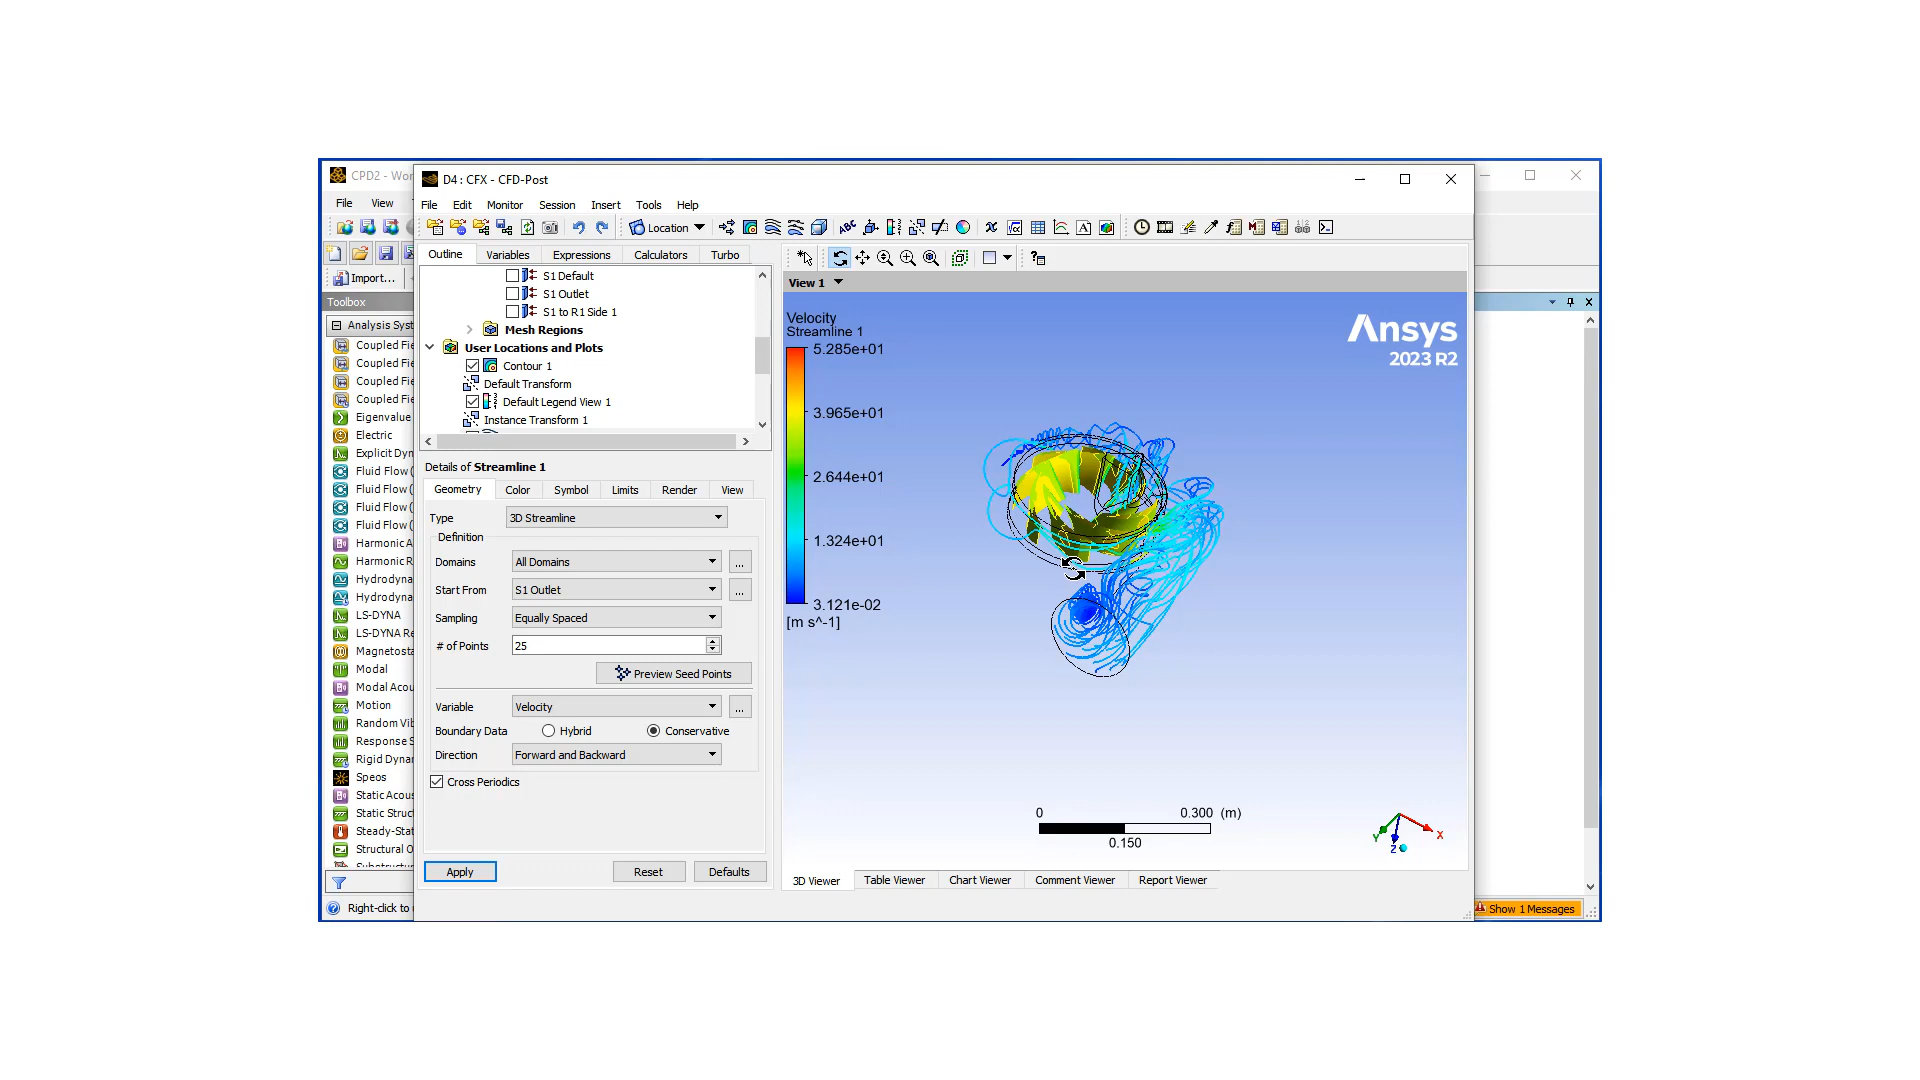 CPD2 - Wor
D4 : CFX - CFD-Post
File View
File Edit Monitor Session Insert Tools Help
Location
Import...
Outline Variables Expressions Calculators Turbo
View 1
Toolbox
Analysis Syst
Coupled Fie
Coupled Fie
Coupled Fie
Coupled Fie
Eigenvalue
Electric
Explicit Dyn
Fluid Flow (
Fluid Flow (
Fluid Flow (
Fluid Flow (
Harmonic A
Harmonic R
Hydrodyna
Hydrodyna
LS-DYNA
LS-DYNA Re
Magnetosta
Modal
Modal Acou
Motion
Random Vib
Response S
Rigid Dynam
Speos
Static Acous
Static Struct
Steady-Stat
Structural O
Right-click to
S1 Default
S1 Outlet
S1 to R1 Side 1
Mesh Regions
User Locations and Plots
Contour 1
Default Transform
Default Legend View 1
Instance Transform 1
Details of Streamline 1
Geometry Color Symbol Limits Render View
Type 3D Streamline
Definition
Domains All Domains ...
Start From S1 Outlet ...
Sampling Equally Spaced
# of Points 25
Preview Seed Points
Variable Velocity ...
Boundary Data Hybrid Conservative
Direction Forward and Backward
Cross Periodics
Apply Reset Defaults
Velocity
Streamline 1
5.285e+01
3.965e+01
2.644e+01
1.324e+01
3.121e-02
[m s^-1]
Ansys
2023 R2
0 0.300 (m)
0.150
X
Y
Z
3D Viewer Table Viewer Chart Viewer Comment Viewer Report Viewer
Show 1 Messages